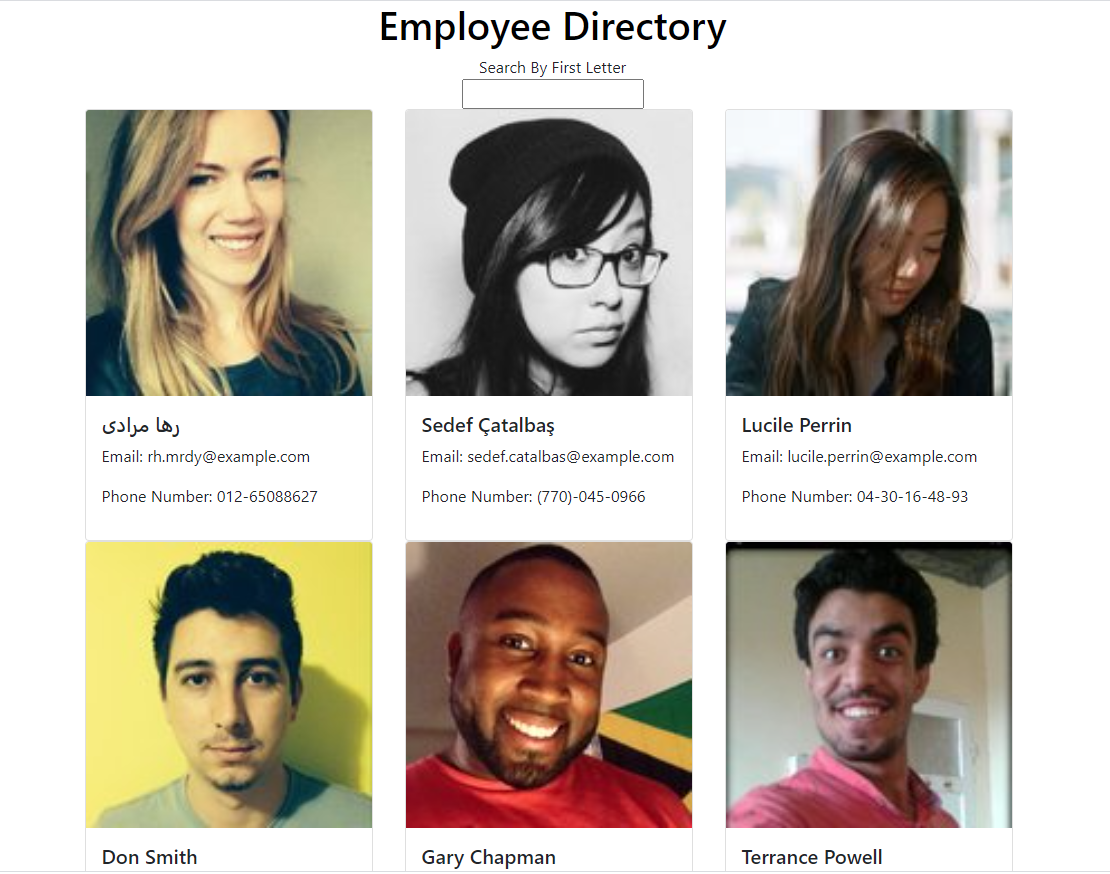 Employee Directory
Search By First Letter
رها مرادی
Email: rh.mrdy@example.com
Phone Number: 012-65088627
Sedef Çatalbaş
Email: sedef.catalbas@example.com
Phone Number: (770)-045-0966
Lucile Perrin
Email: lucile.perrin@example.com
Phone Number: 04-30-16-48-93
Don Smith
Gary Chapman
Terrance Powell